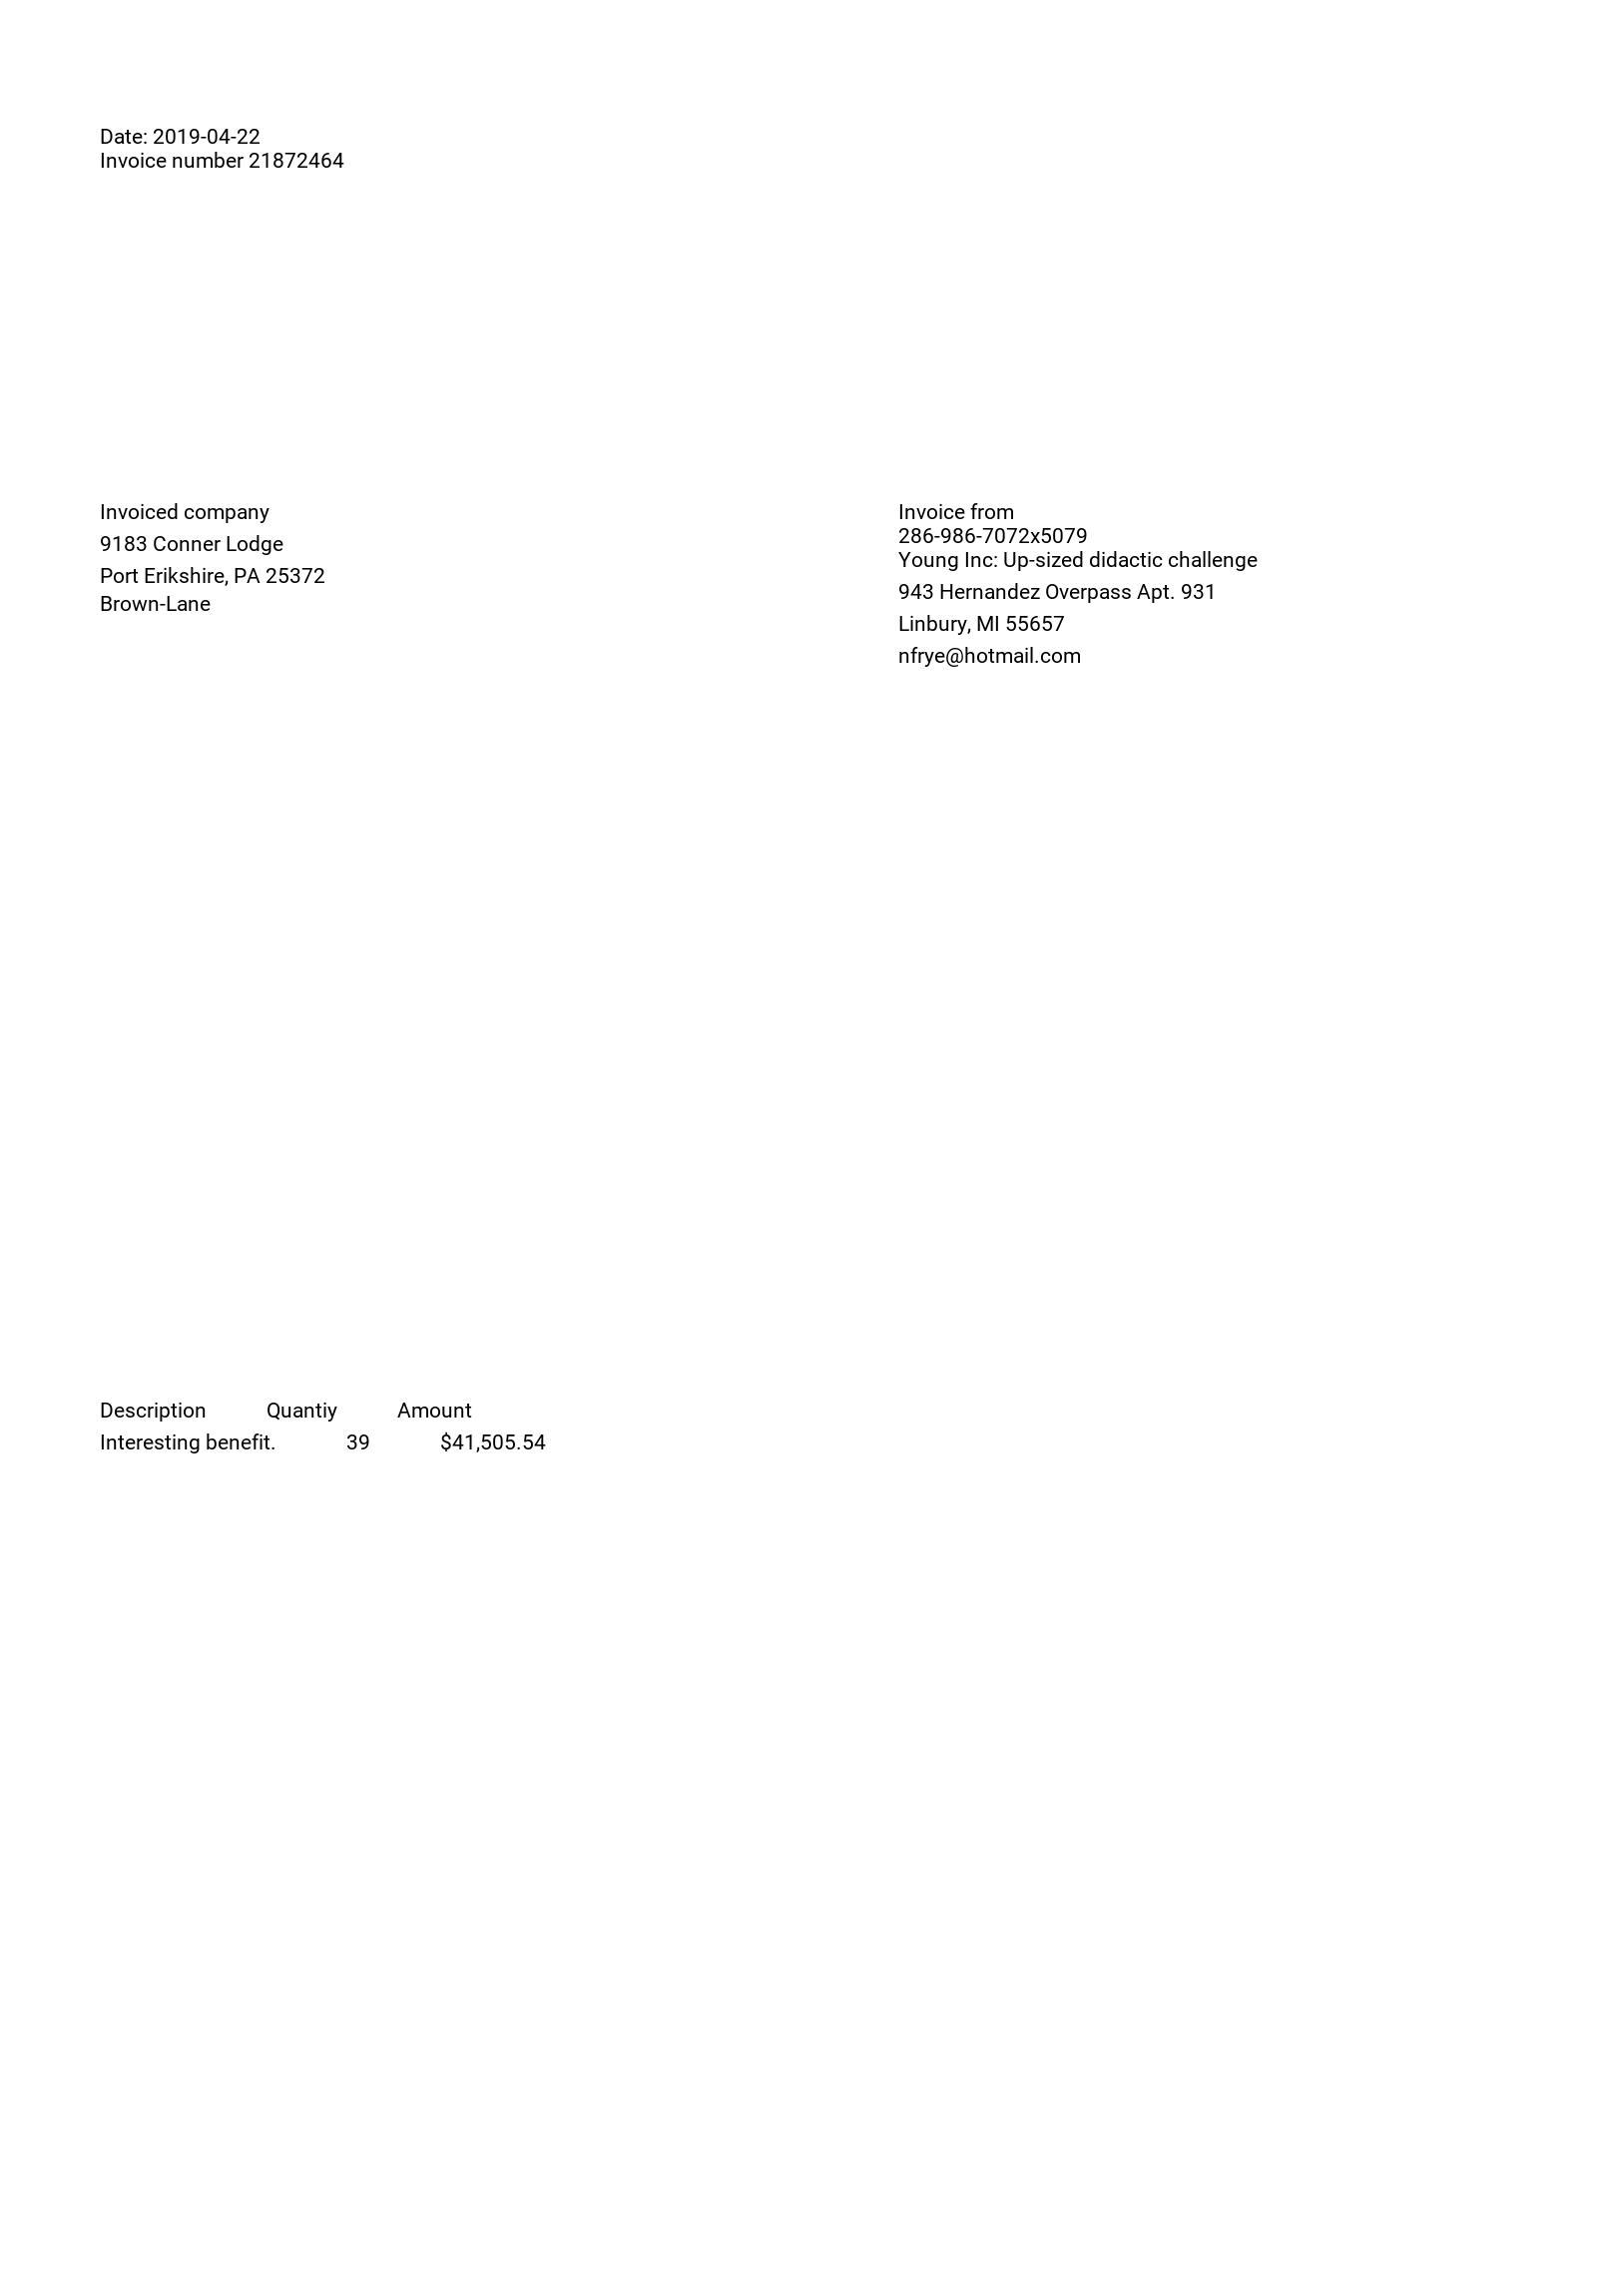 Date: 2019-04-22
Invoice number 21872464
Invoiced company
9183 Conner Lodge
Port Erikshire, PA 25372
Brown-Lane
Invoice from
286-986-7072x5079
Young Inc: Up-sized didactic challenge
943 Hernandez Overpass Apt. 931
Linbury, MI 55657
nfrye@hotmail.com
Description Quantiy Amount
Interesting benefit. 39 $41,505.54